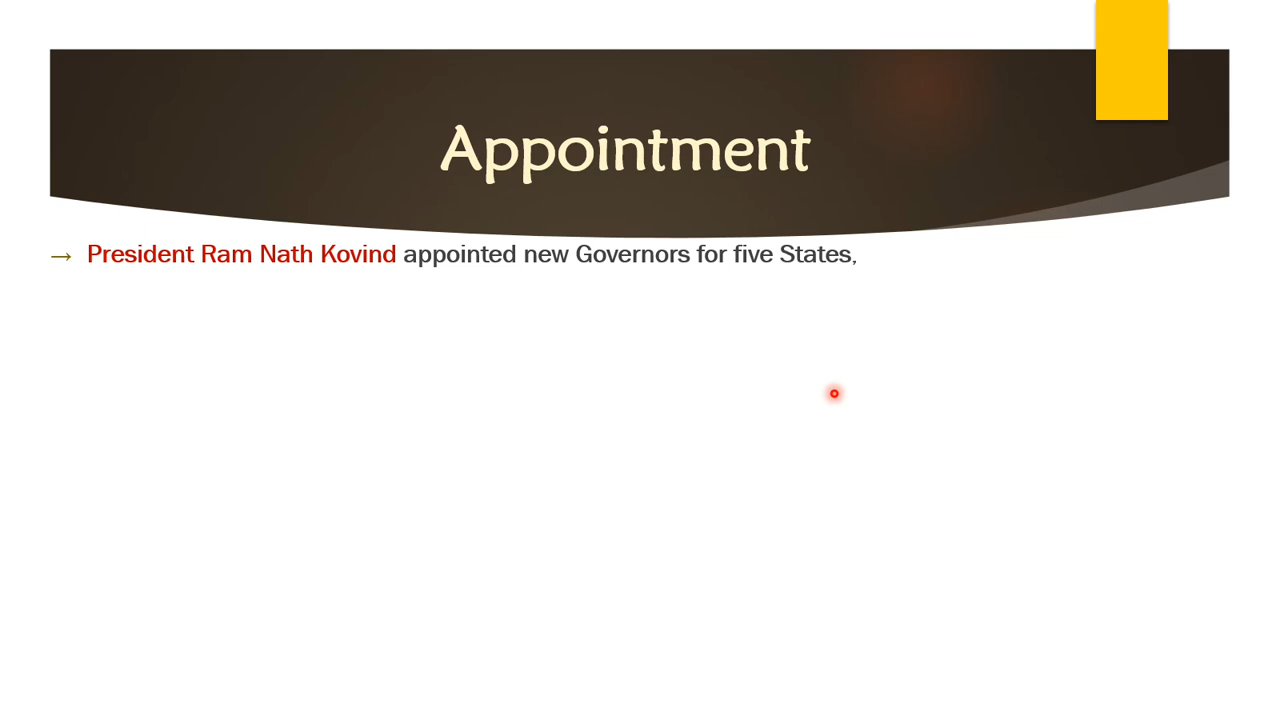 Appointment
→ President Ram Nath Kovind appointed new Governors for five States,